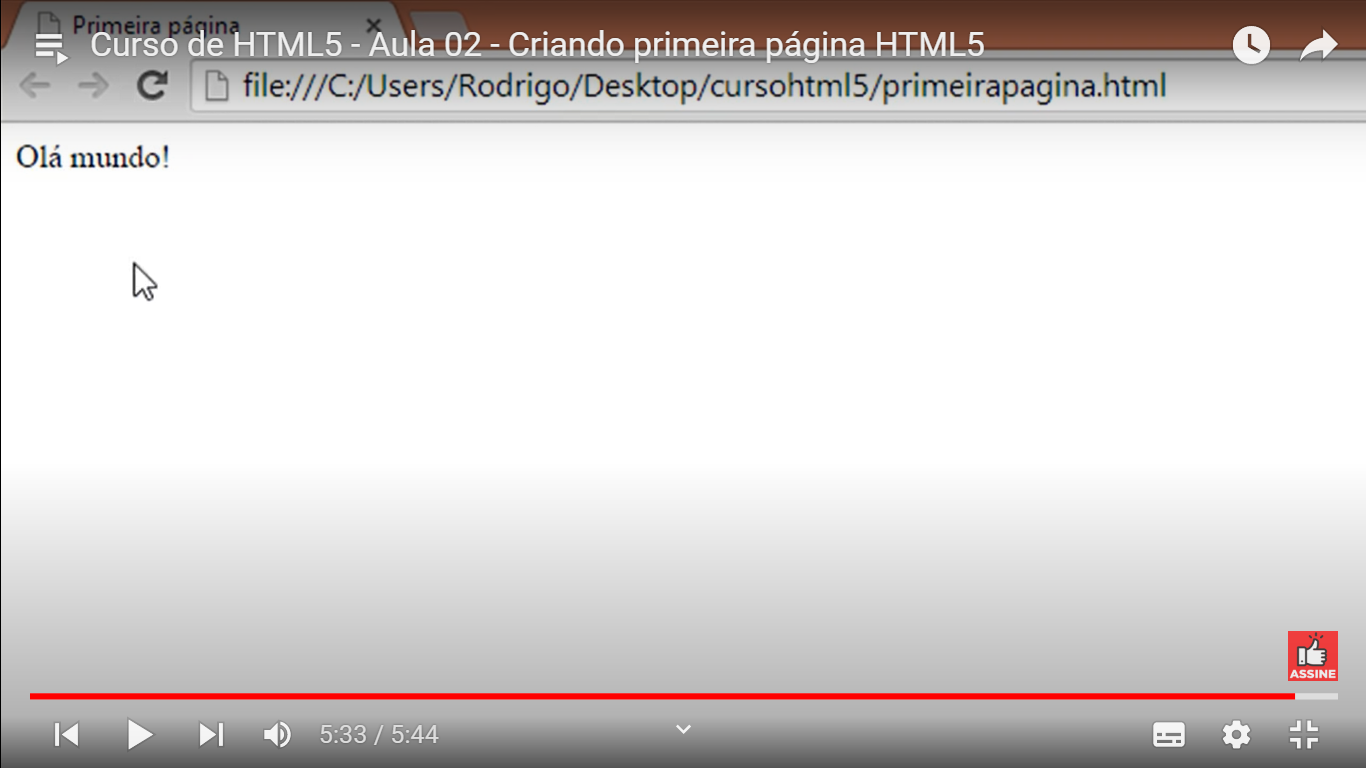 Primeira página
Curso de HTML5 - Aula 02 - Criando primeira página HTML5
file:///C:/Users/Rodrigo/Desktop/cursohtml5/primeirapagina.html
Olá mundo!
ASSINE
5:33 / 5:44